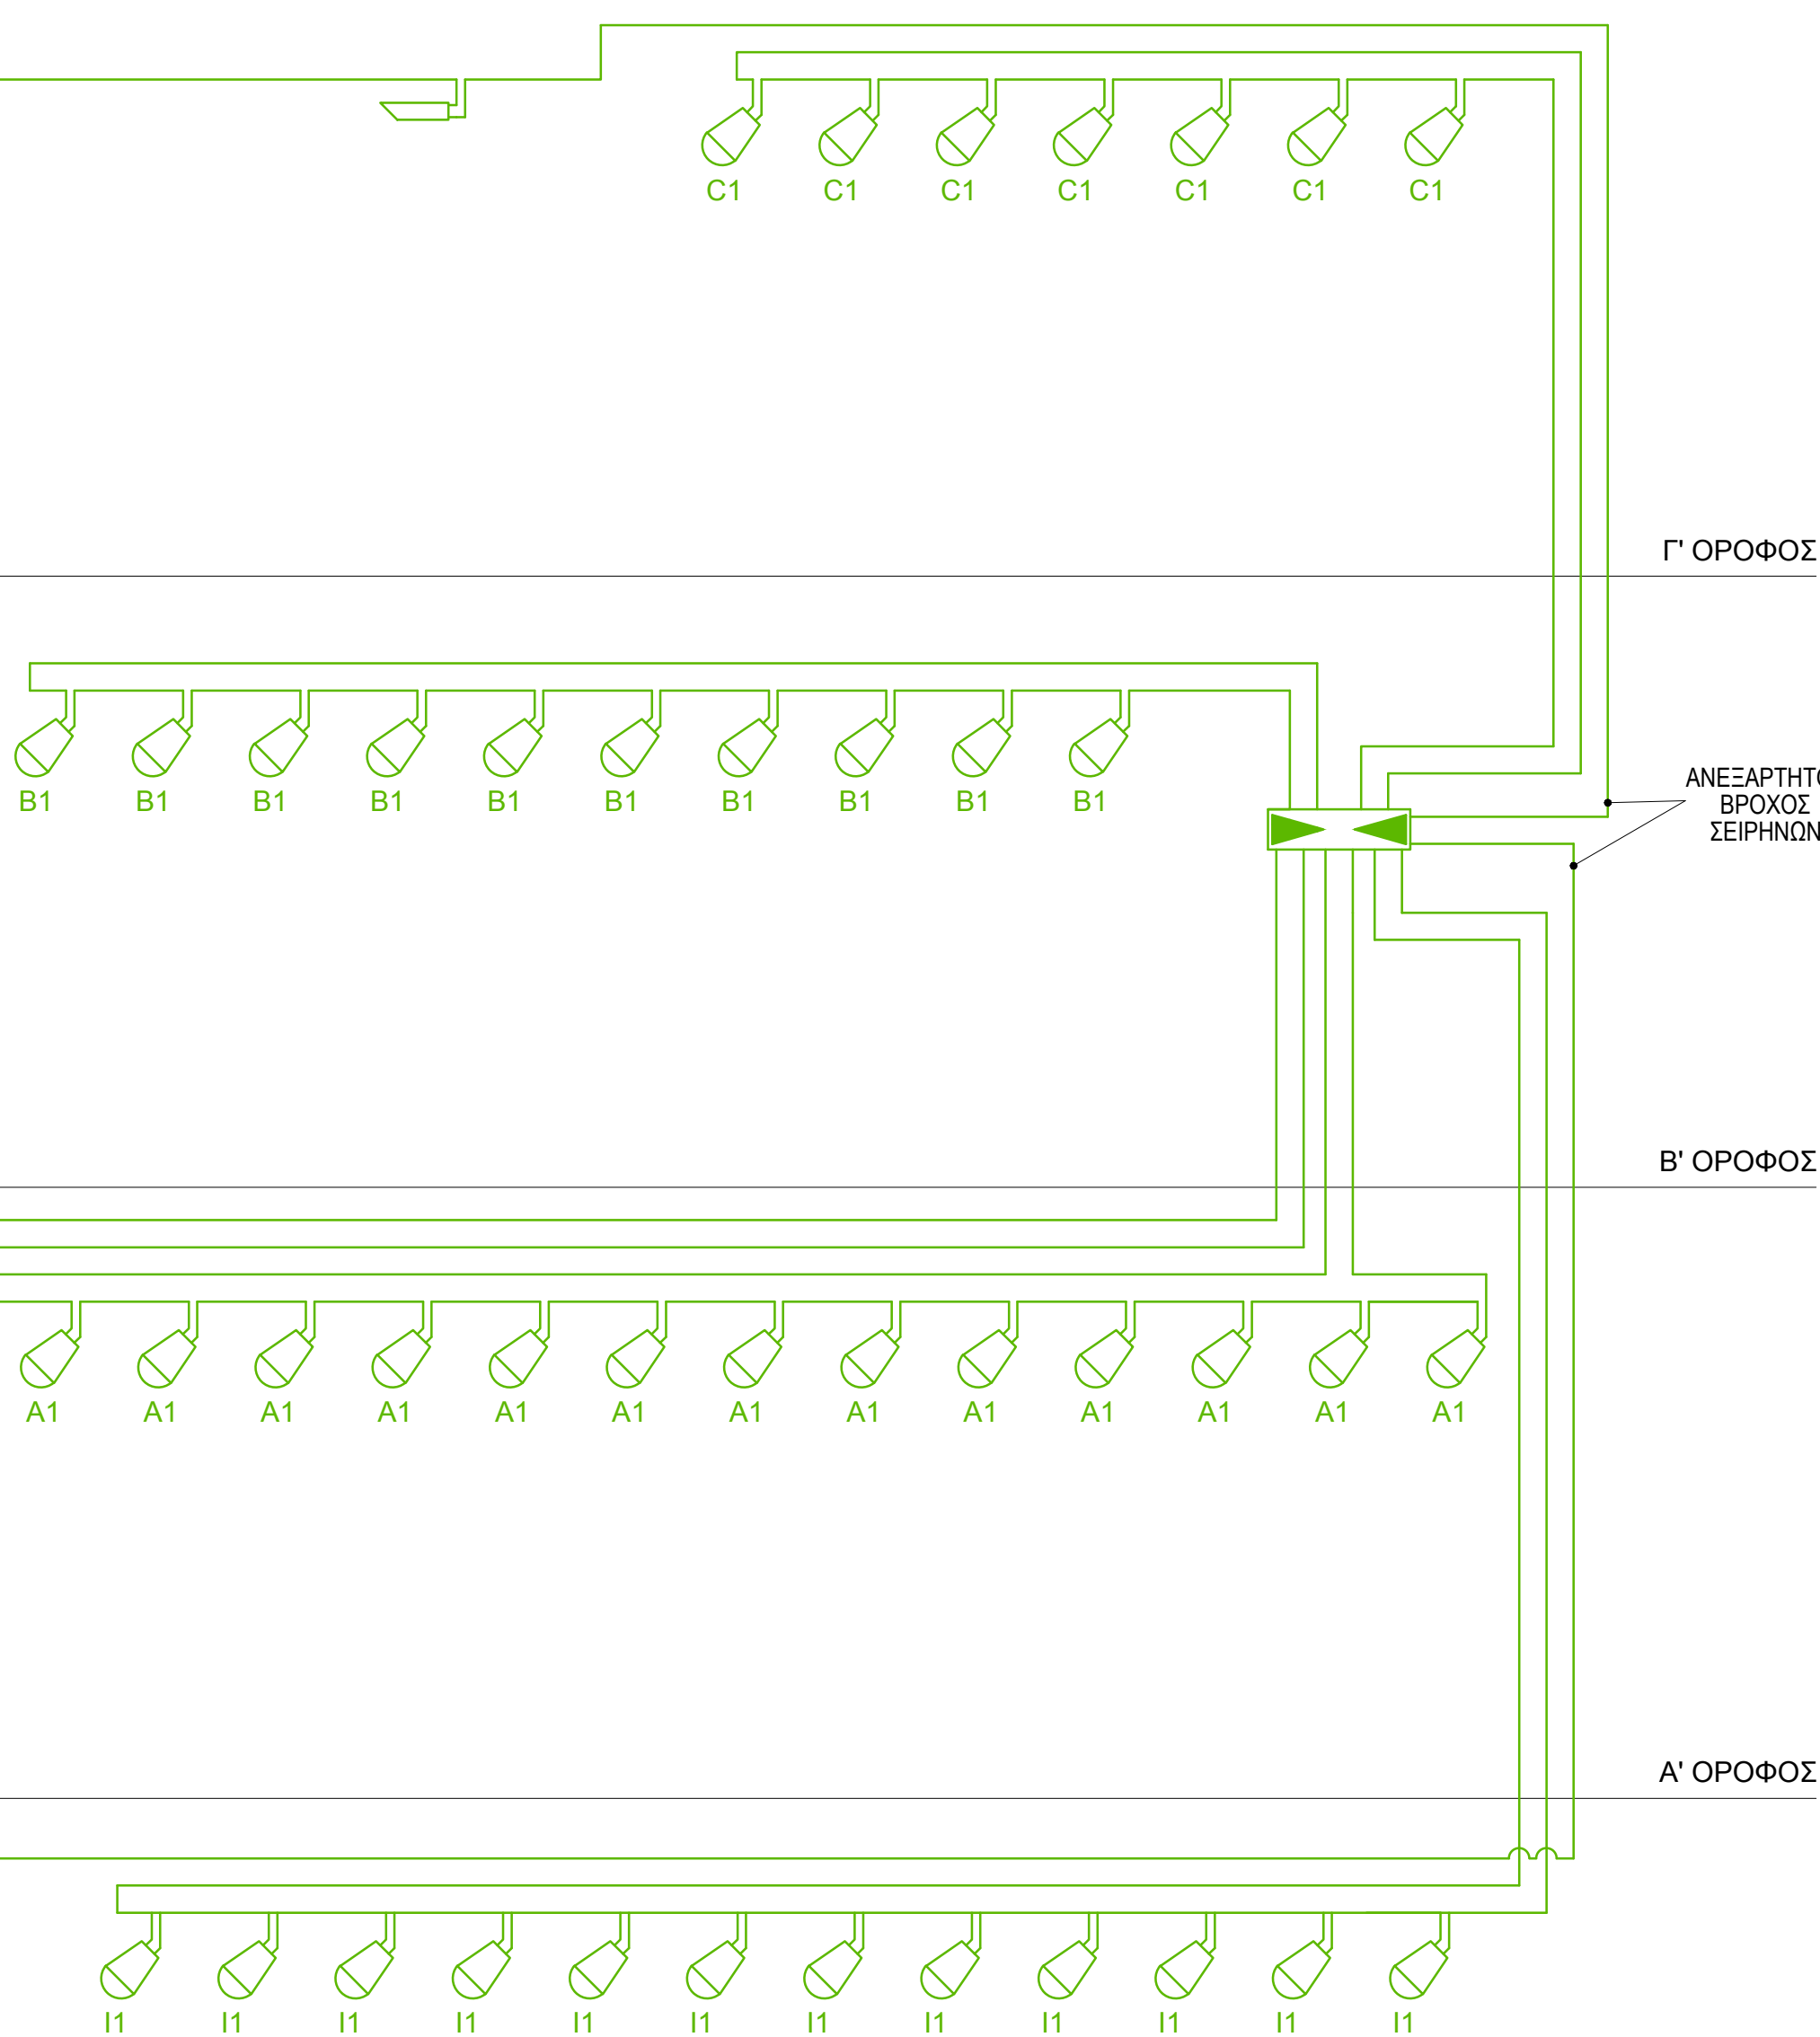 C1 C1 C1 C1 C1 C1 C1
Γ' ΟΡΟΦΟΣ
ΒΡΟΧΟΣ
ΣΕΙΡΗΝΩΝ
B1 B1 B1 B1 B1 B1 B1 B1 B1 B1
Β' ΟΡΟΦΟΣ
A1 A1 A1 A1 A1 A1 A1 A1 A1 A1 A1 A1 A1
Α' ΟΡΟΦΟΣ
I1 I1 I1 I1 I1 I1 I1 I1 I1 I1 I1 I1